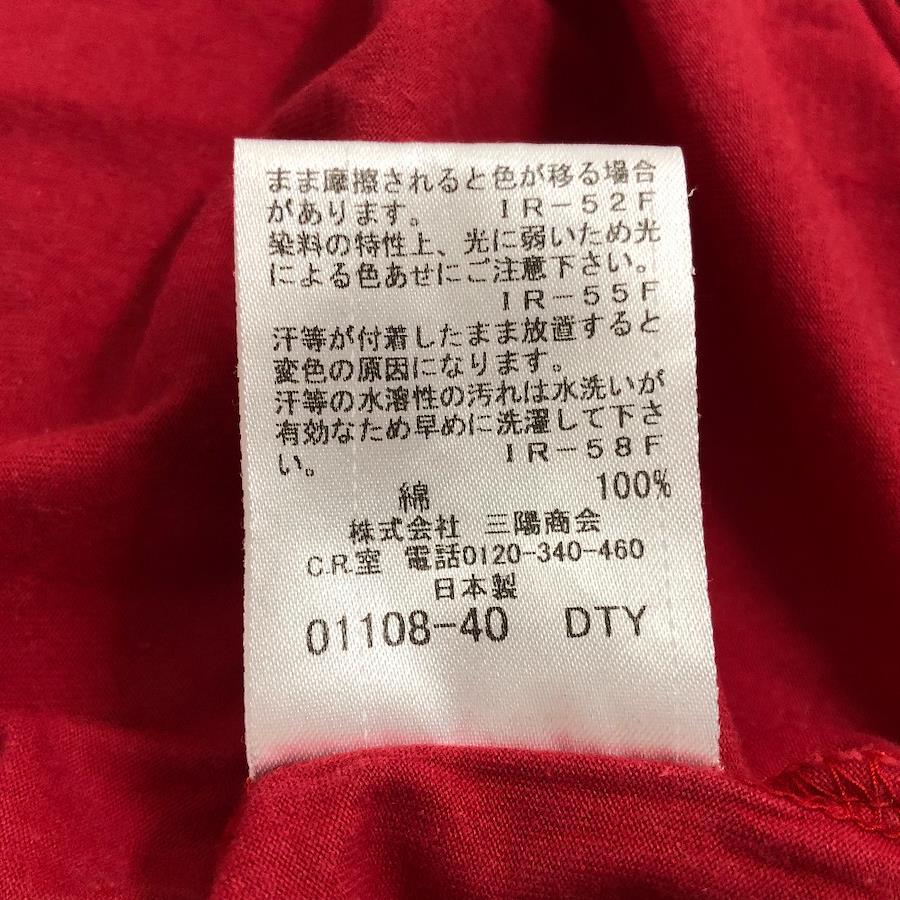 まま摩擦されると色が移る場合
があります。 IR-52F
染料の特性上、光に弱いため光
による色あせにご注意下さい。
IR-55F
汗等が付着したまま放置すると
変色の原因になります。
汗等の水溶性の汚れは水洗いが
有効なため早めに洗濯して下さ
い。 IR-58F
綿 100%
株式会社 三陽商会
C.R.室 電話0120-340-460
日本製
01108-40 DTY